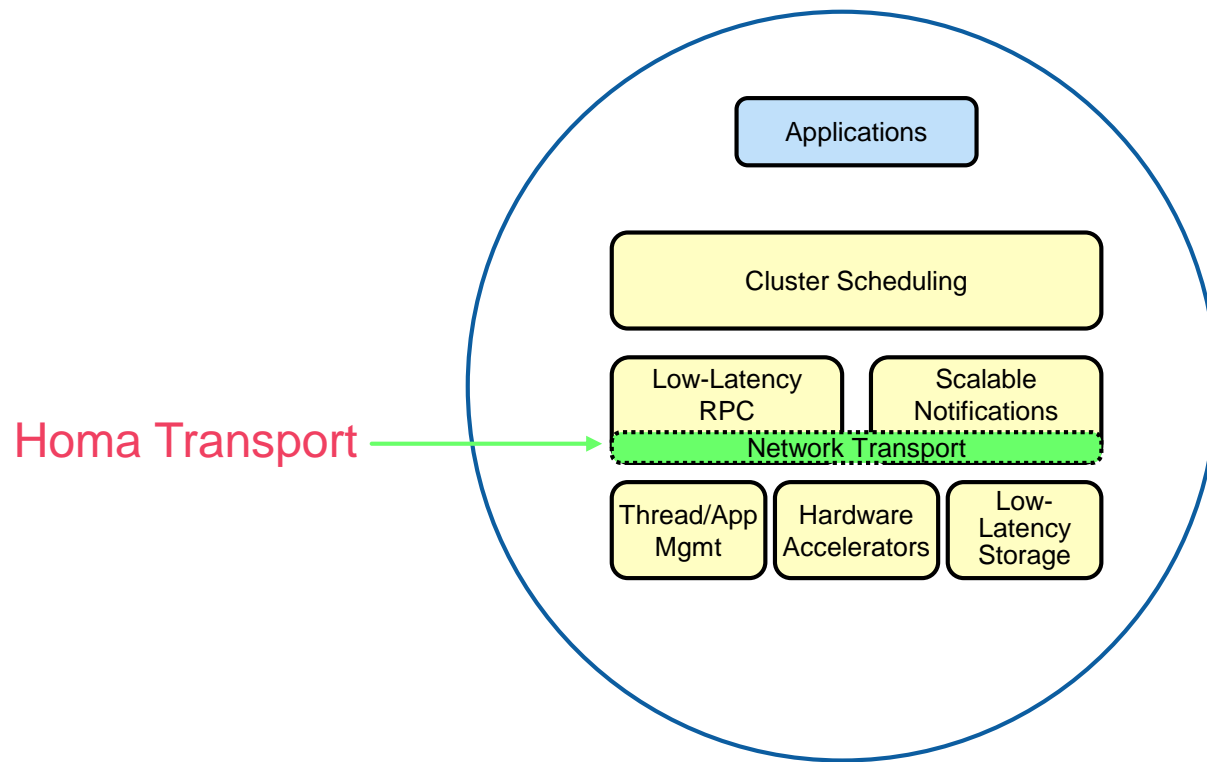 Applications
Cluster Scheduling
Low-Latency
RPC
Scalable
Notifications
Homa Transport
Network Transport
Thread/App
Mgmt
Hardware
Accelerators
Low-
Latency
Storage